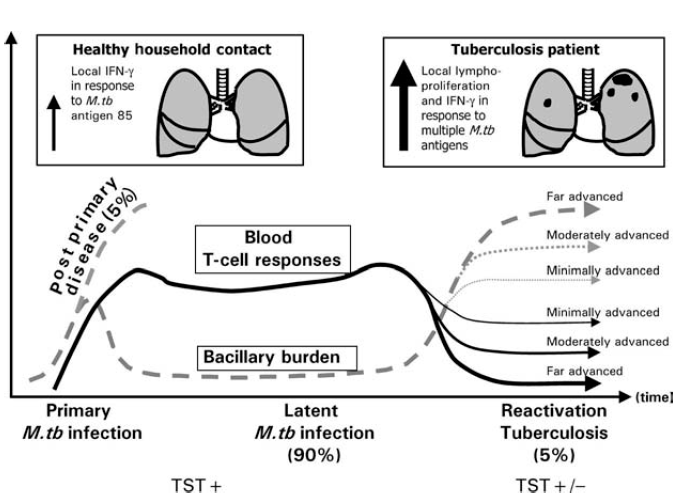 Healthy household contact
Local IFN-γ
in response
to M.tb
antigen 85
Tuberculosis patient
Local lympho-
proliferation
and IFN-γ in
response to
multiple M.tb
antigens
Post primary
disease (5%)
Blood
T-cell responses
Bacillary burden
Far advanced
Moderately advanced
Minimally advanced
Minimally advanced
Moderately advanced
Far advanced
(time)
Primary
M.tb infection
Latent
M.tb infection
(90%)
Reactivation
Tuberculosis
(5%)
TST +
TST +/–